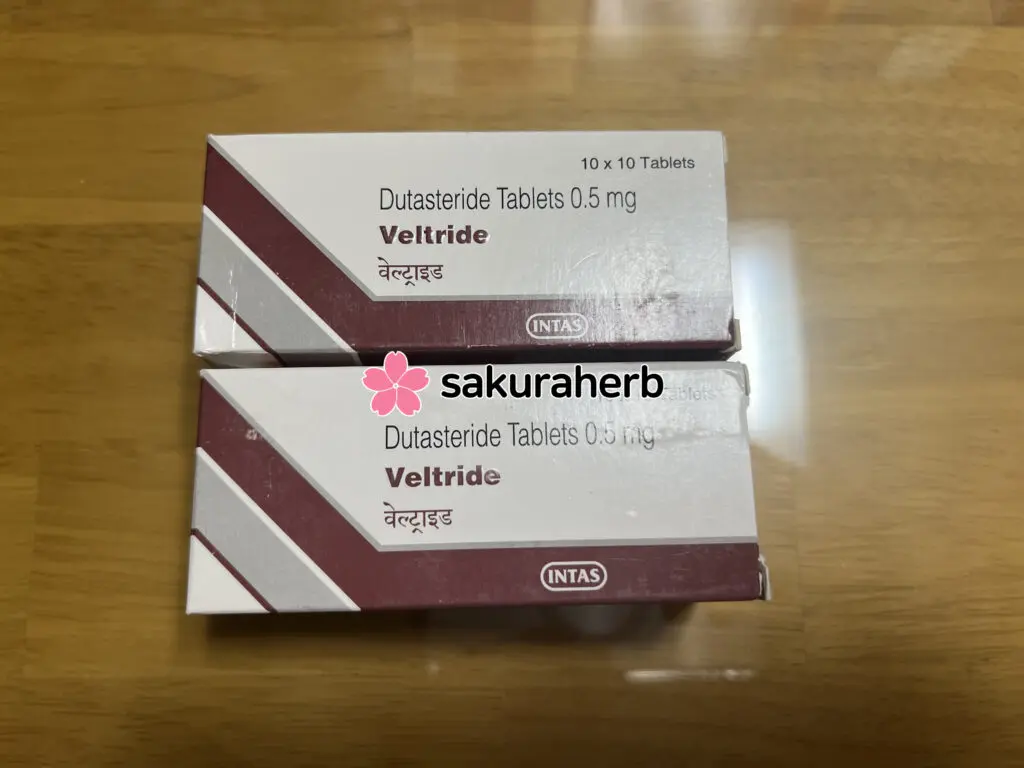 10 x 10 Tablets
Dutasteride Tablets 0.5 mg
Veltride
वेल्ट्राइड
INTAS
sakuraherb
Tablets
Dutasteride Tablets 0.5 mg
Veltride
वेल्ट्राइड
INTAS